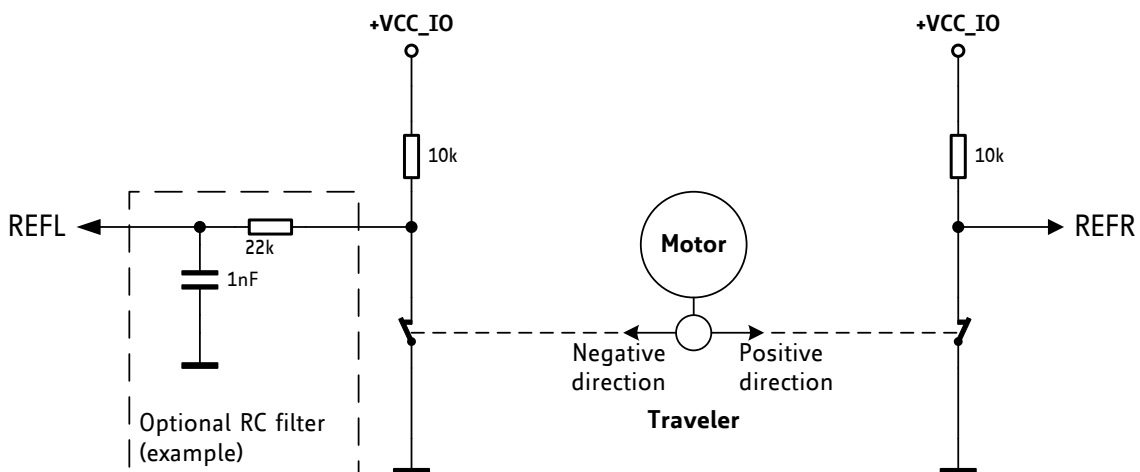 +VCC_IO
+VCC_IO
10k
10k
REFL
22k
1nF
Motor
REFR
Negative
direction
Positive
direction
Traveler
Optional RC filter
(example)